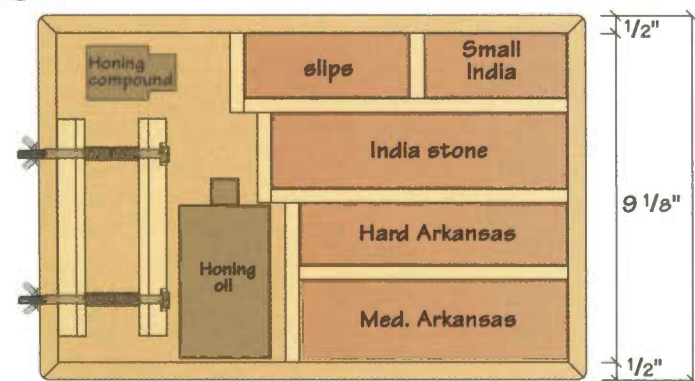 Honing
compound
slips
Small
India
1/2"
India stone
9 1/8"
Hard Arkansas
Honing
oil
Med. Arkansas
1/2"